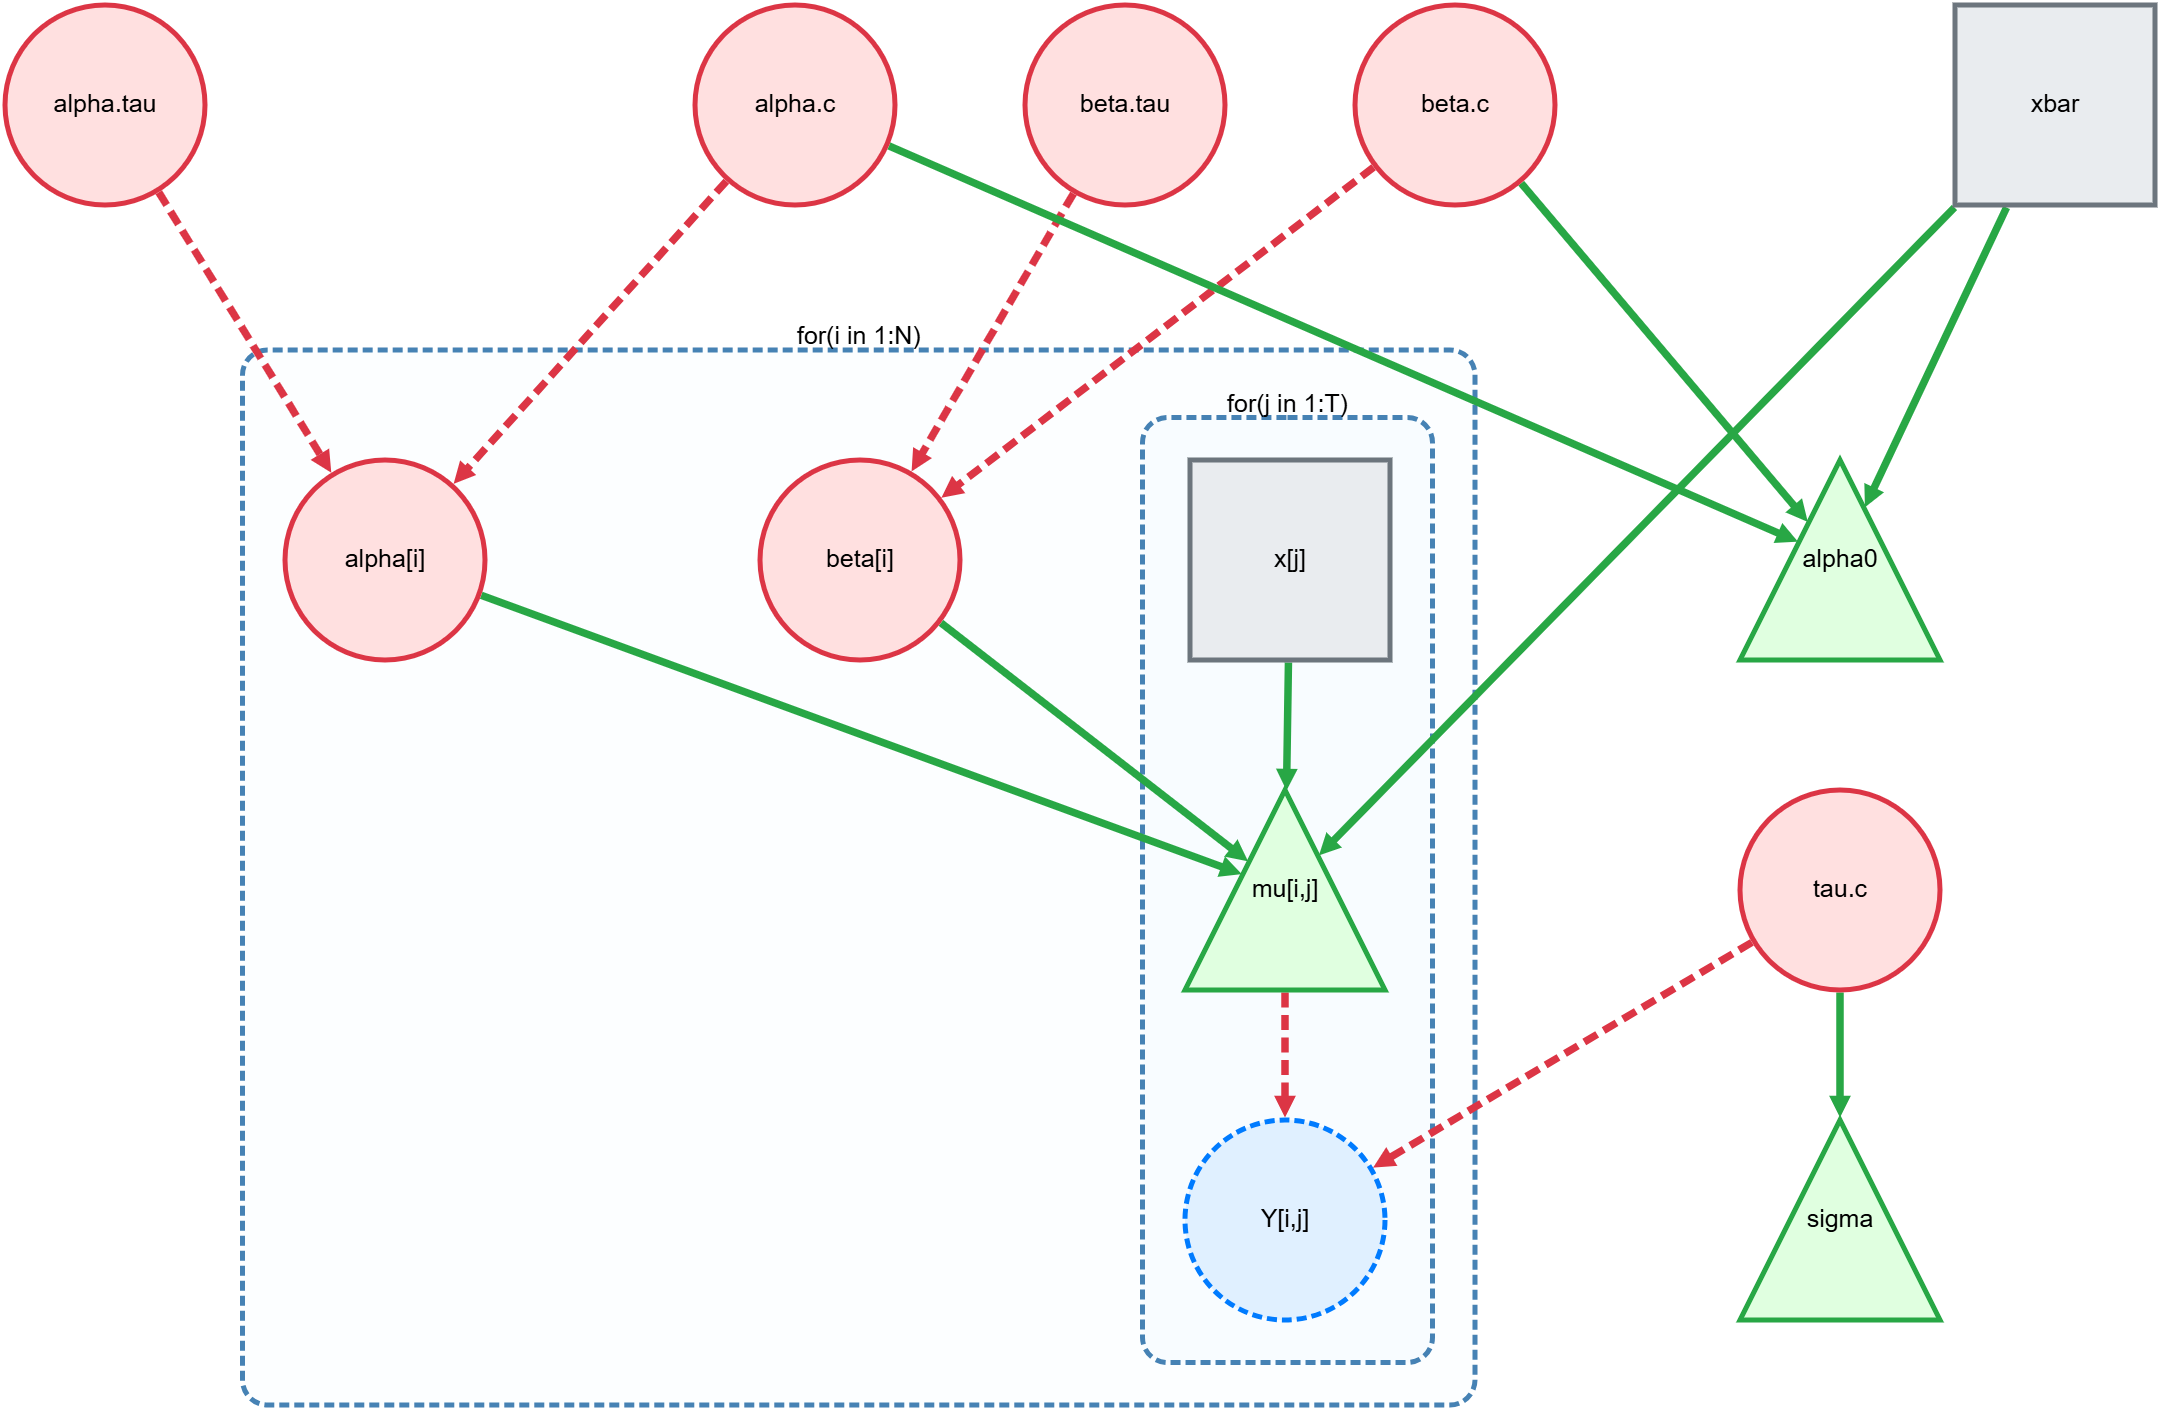 alpha.tau
alpha.c
beta.tau
beta.c
xbar
for(i in 1:N)
for(j in 1:T)
alpha[i]
beta[i]
x[j]
alpha0
mu[i,j]
tau.c
Y[i,j]
sigma